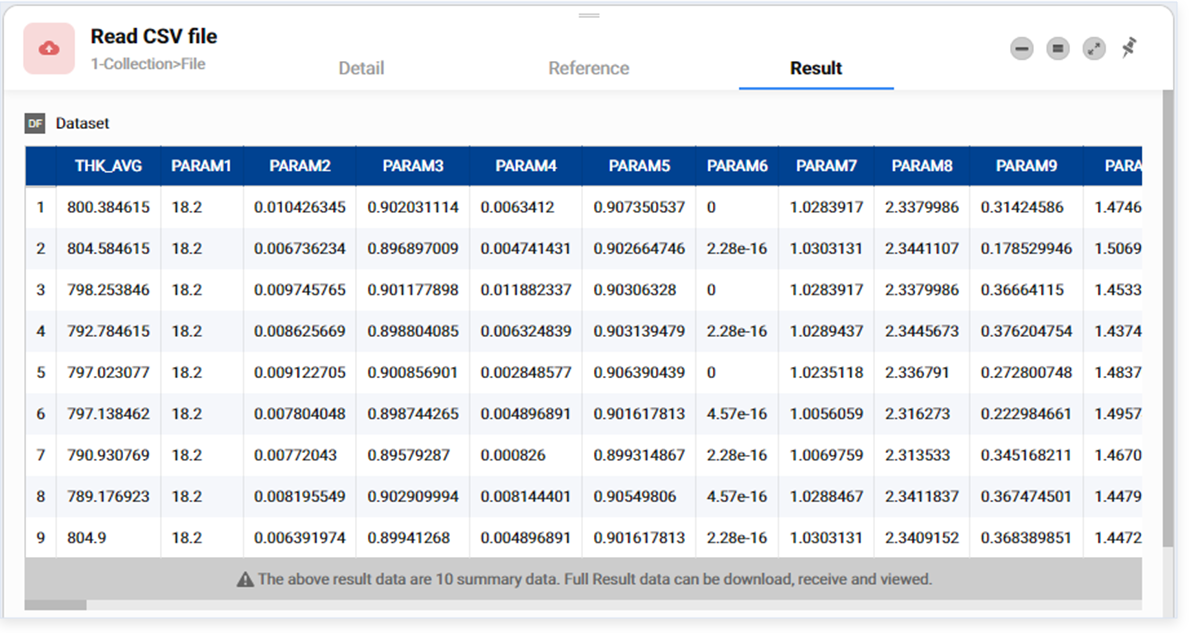 Read CSV file
1-Collection>File
Detail Reference Result
DF Dataset
THK_AVG PARAM1 PARAM2 PARAM3 PARAM4 PARAM5 PARAM6 PARAM7 PARAM8 PARAM9 PARA
1 800.384615 18.2 0.010426345 0.902031114 0.0063412 0.907350537 0 1.0283917 2.3379986 0.31424586 1.4746
2 804.584615 18.2 0.006736234 0.896897009 0.004741431 0.902664746 2.28e-16 1.0303131 2.3441107 0.178529946 1.5069
3 798.253846 18.2 0.009745765 0.901177898 0.011882337 0.90306328 0 1.0283917 2.3379986 0.36664115 1.4533
4 792.784615 18.2 0.008625669 0.898804085 0.006324839 0.903139479 2.28e-16 1.0289437 2.3445673 0.376204754 1.4374
5 797.023077 18.2 0.009122705 0.900856901 0.002848577 0.906390439 0 1.0235118 2.336791 0.272800748 1.4837
6 797.138462 18.2 0.007804048 0.898744265 0.004896891 0.901617813 4.57e-16 1.0056059 2.316273 0.222984661 1.4957
7 790.930769 18.2 0.00772043 0.89579287 0.000826 0.899314867 2.28e-16 1.0069759 2.313533 0.345168211 1.4670
8 789.176923 18.2 0.008195549 0.902909994 0.008144401 0.90549806 4.57e-16 1.0288467 2.3411837 0.367474501 1.4479
9 804.9 18.2 0.006391974 0.89941268 0.004896891 0.901617813 2.28e-16 1.0303131 2.3409152 0.368389851 1.4472
The above result data are 10 summary data. Full Result data can be download, receive and viewed.